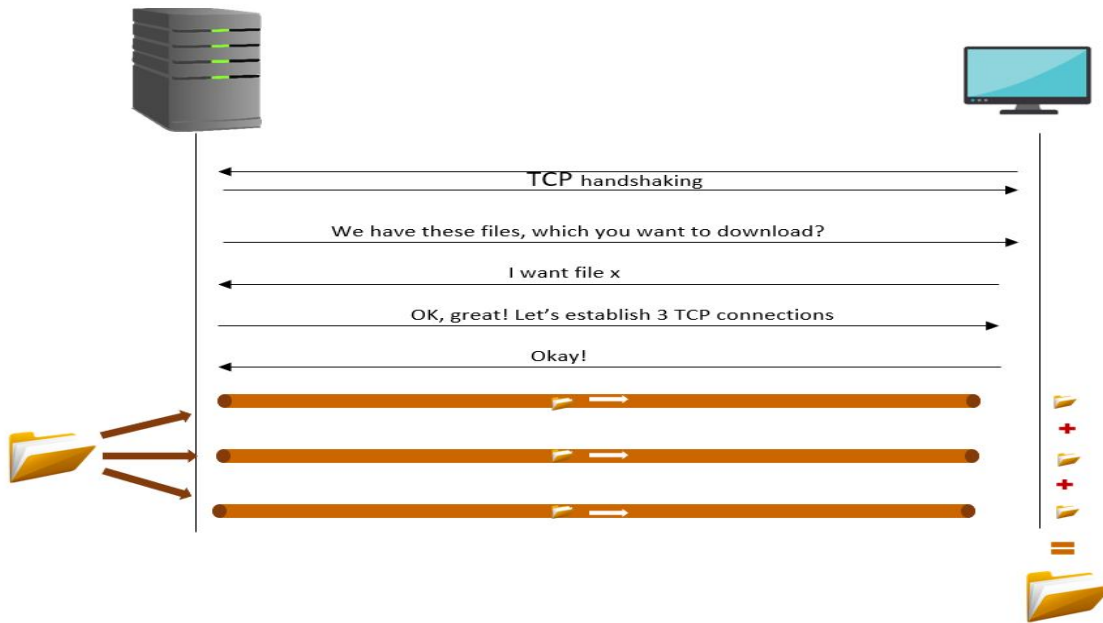 TCP handshaking
We have these files, which you want to download?
I want file x
OK, great! Let’s establish 3 TCP connections
Okay!